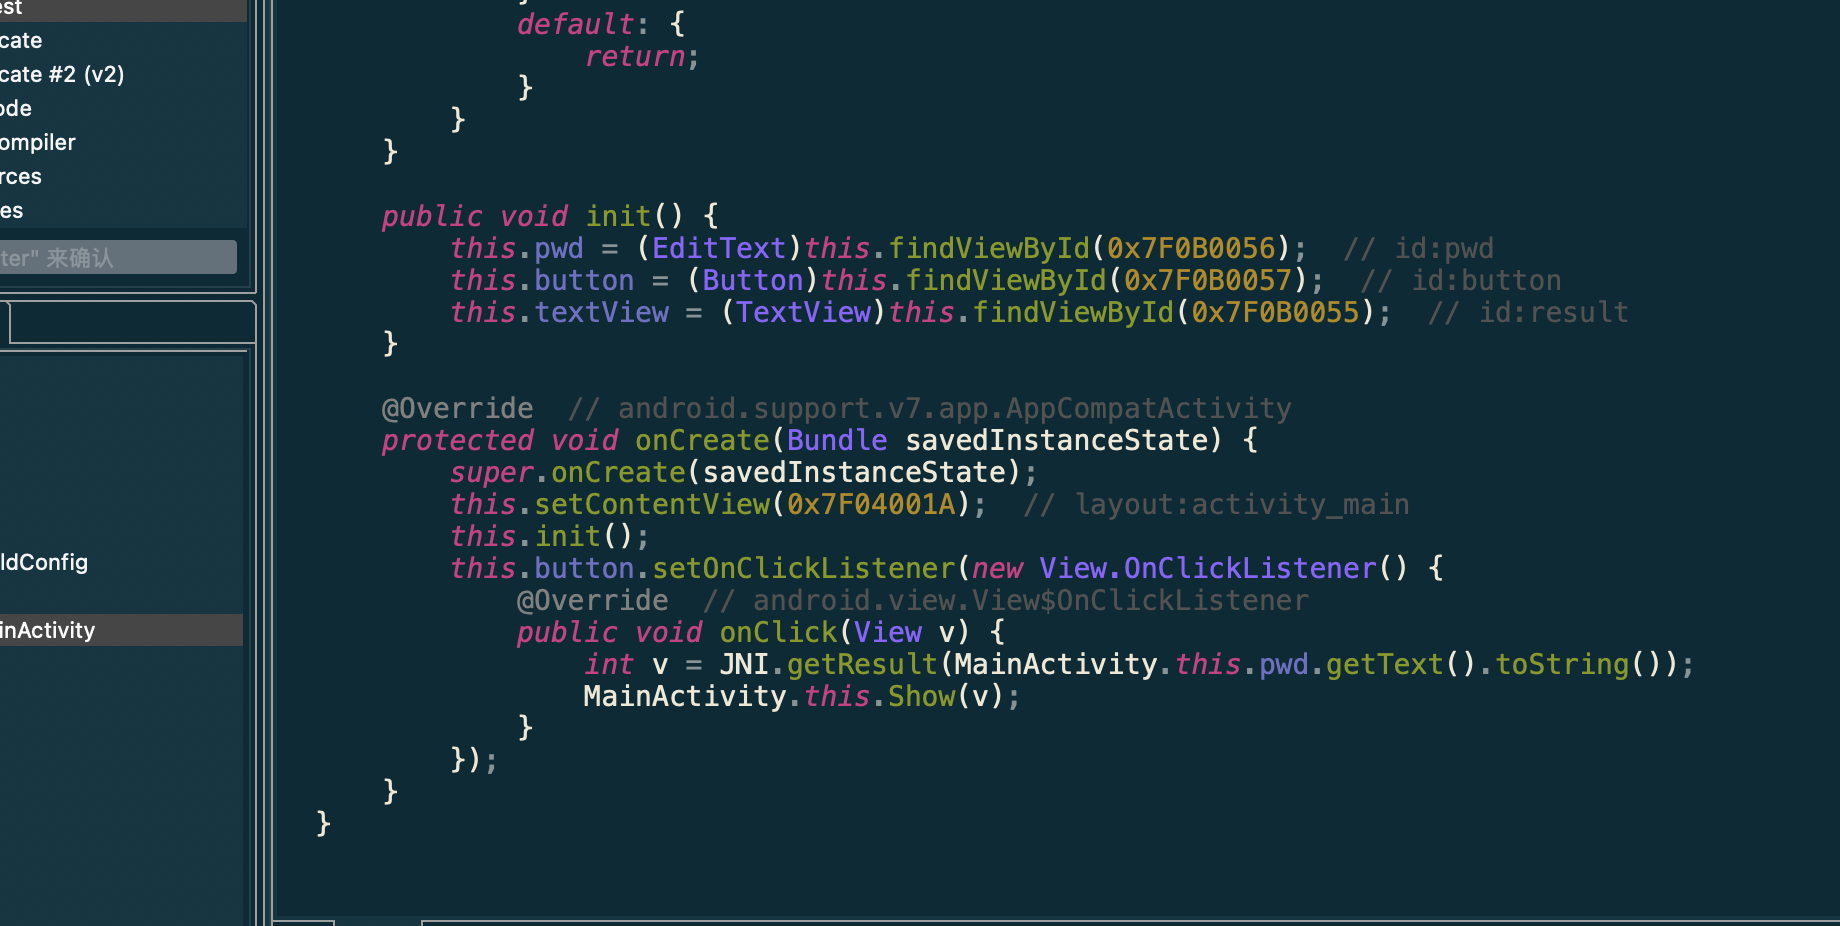 est
cate
cate #2 (v2)
ode
ompiler
rces
es
ter" 来确认
ldConfig
inActivity
}
default: {
return;
}
}
}
public void init() {
this.pwd = (EditText)this.findViewById(0x7F0B0056);  // id:pwd
this.button = (Button)this.findViewById(0x7F0B0057);  // id:button
this.textView = (TextView)this.findViewById(0x7F0B0055);  // id:result
}
@Override  // android.support.v7.app.AppCompatActivity
protected void onCreate(Bundle savedInstanceState) {
super.onCreate(savedInstanceState);
this.setContentView(0x7F04001A);  // layout:activity_main
this.init();
this.button.setOnClickListener(new View.OnClickListener() {
@Override  // android.view.View$OnClickListener
public void onClick(View v) {
int v = JNI.getResult(MainActivity.this.pwd.getText().toString());
MainActivity.this.Show(v);
}
});
}
}